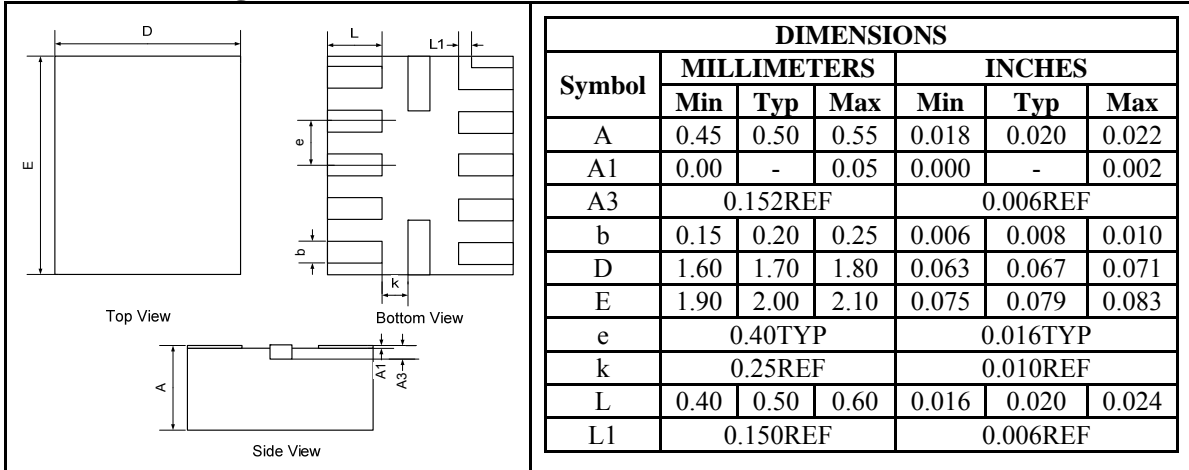 D
E
Top View
L
L1
e
b
k
Bottom View
A
A1
A3
Side View
DIMENSIONS
Symbol MILLIMETERS INCHES
Min Typ Max Min Typ Max
A 0.45 0.50 0.55 0.018 0.020 0.022
A1 0.00 - 0.05 0.000 - 0.002
A3 0.152REF 0.006REF
b 0.15 0.20 0.25 0.006 0.008 0.010
D 1.60 1.70 1.80 0.063 0.067 0.071
E 1.90 2.00 2.10 0.075 0.079 0.083
e 0.40TYP 0.016TYP
k 0.25REF 0.010REF
L 0.40 0.50 0.60 0.016 0.020 0.024
L1 0.150REF 0.006REF